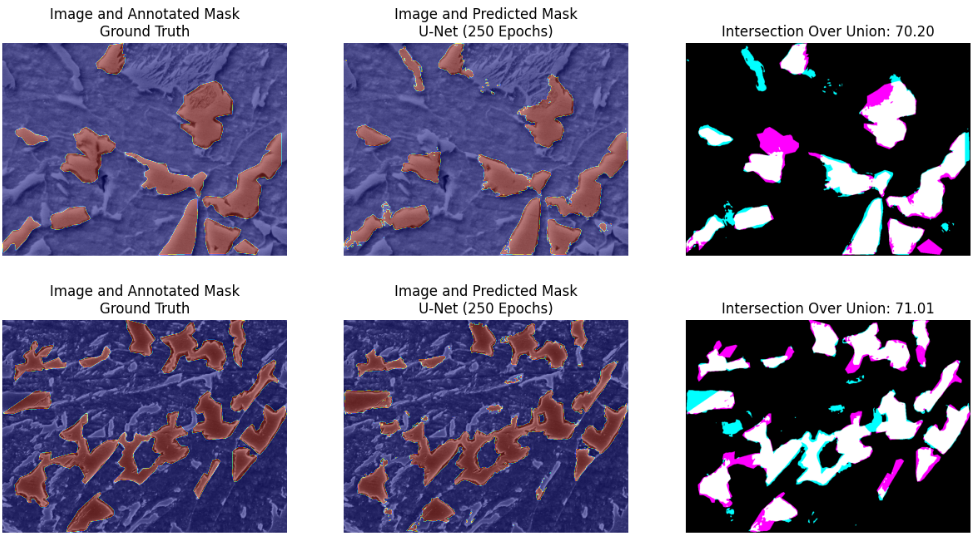 Image and Annotated Mask
Ground Truth
Image and Predicted Mask
U-Net (250 Epochs)
Intersection Over Union: 70.20
Image and Annotated Mask
Ground Truth
Image and Predicted Mask
U-Net (250 Epochs)
Intersection Over Union: 71.01